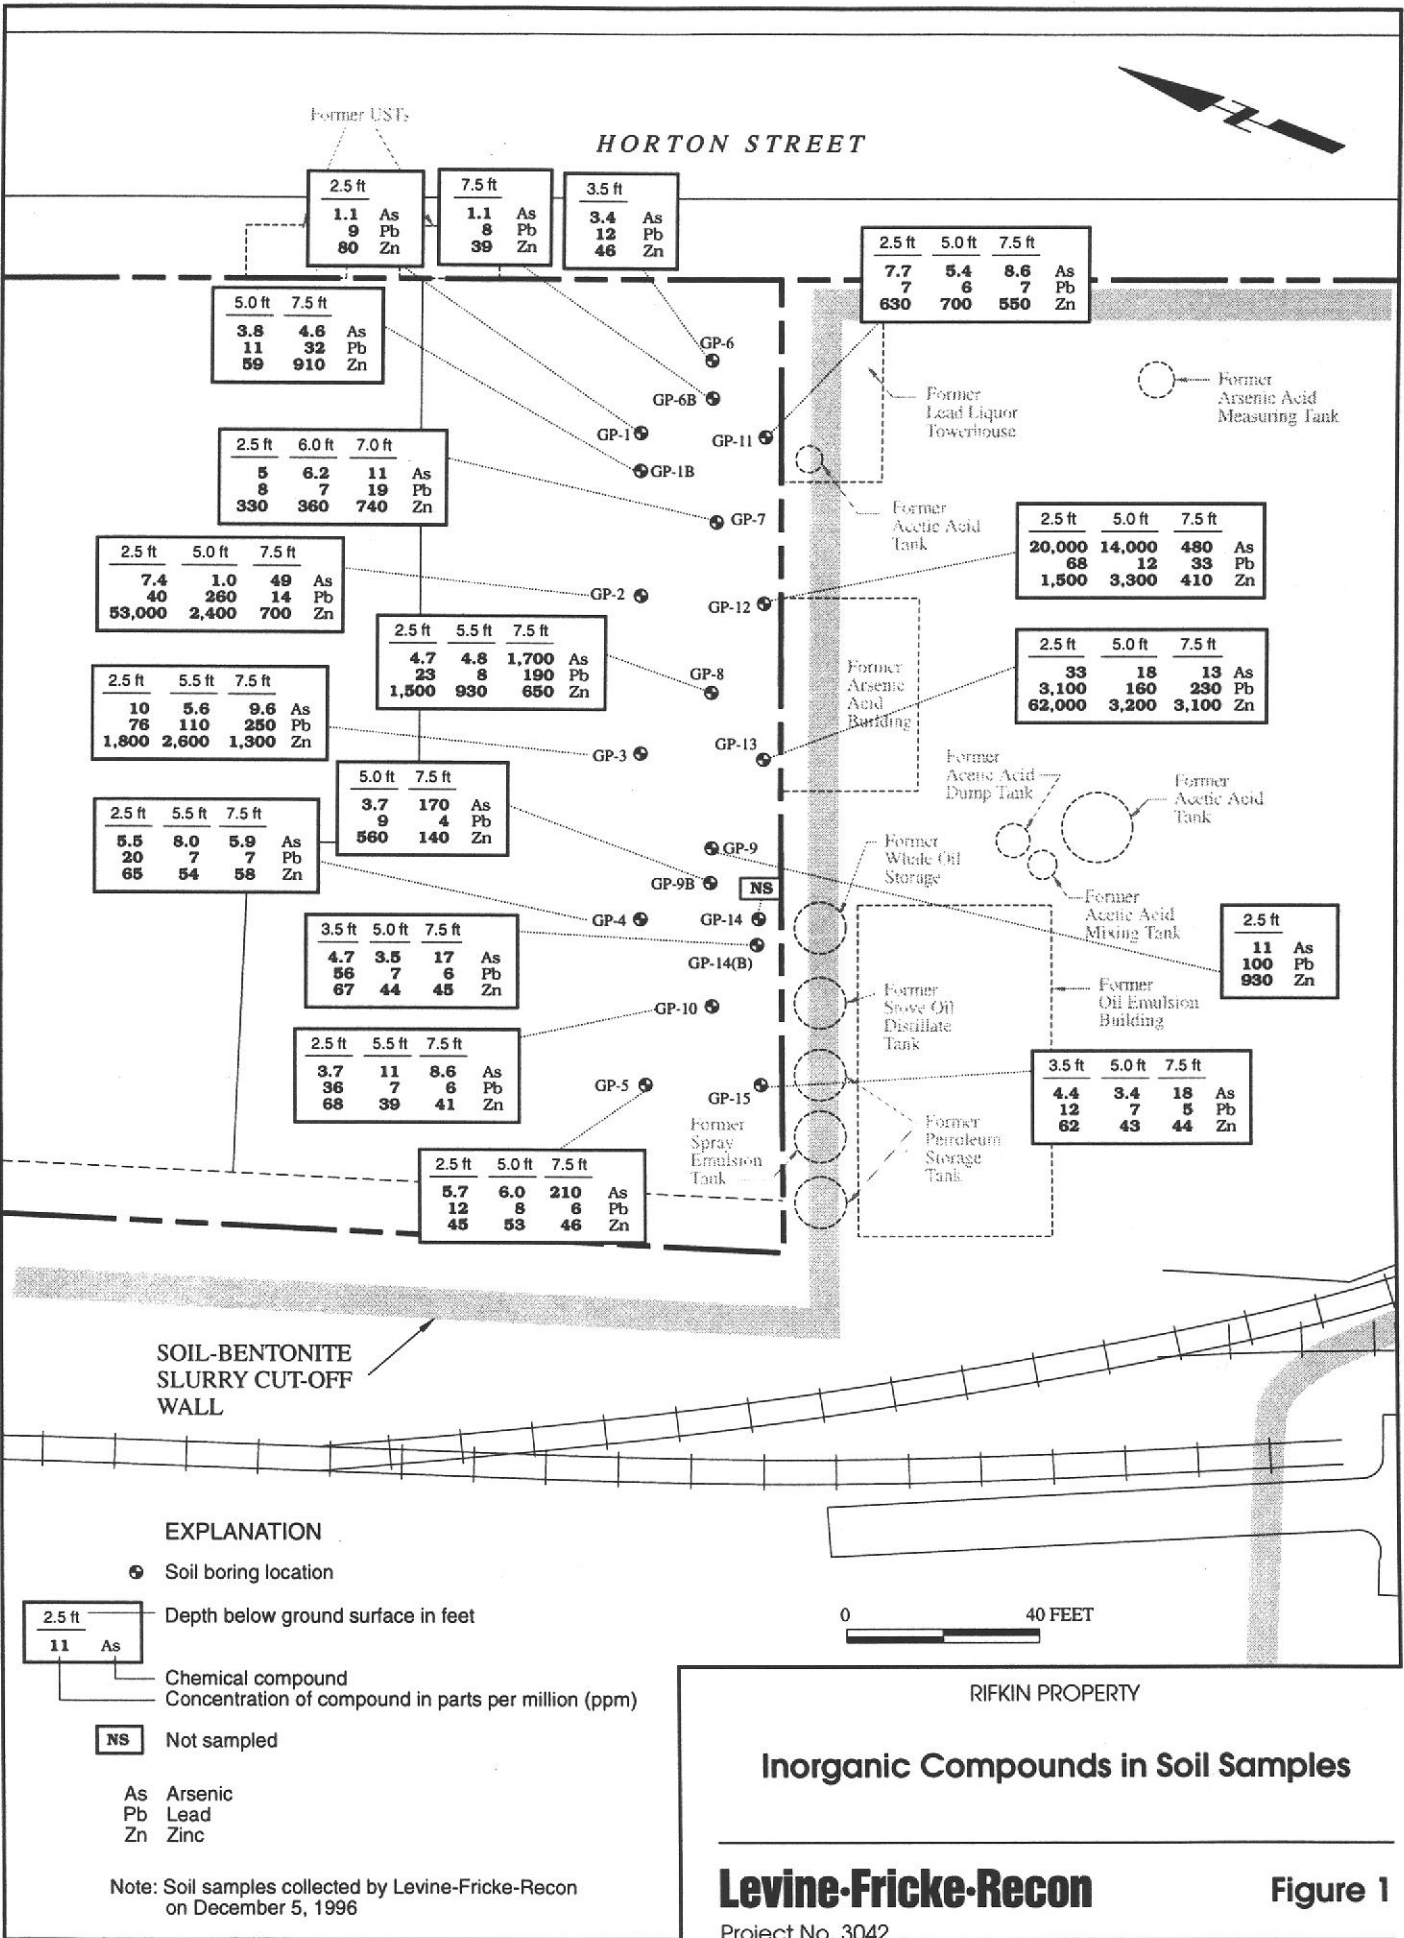 Former USTs
HORTON STREET
2.5 ft
1.1 As
9 Pb
80 Zn
7.5 ft
1.1 As
8 Pb
39 Zn
3.5 ft
3.4 As
12 Pb
46 Zn
2.5 ft 5.0 ft 7.5 ft
7.7 5.4 8.6 As
7 6 7 Pb
630 700 550 Zn
5.0 ft 7.5 ft
3.8 4.6 As
11 32 Pb
59 910 Zn
GP-6
GP-6B
GP-1
GP-11
GP-1B
Former
Lead Liquor
Towerhouse
Former
Arsenic Acid
Measuring Tank
2.5 ft 6.0 ft 7.0 ft
5 6.2 11 As
8 7 19 Pb
330 360 740 Zn
GP-7
Former
Acetic Acid
Tank
2.5 ft 5.0 ft 7.5 ft
20,000 14,000 480 As
68 12 33 Pb
1,500 3,300 410 Zn
2.5 ft 5.0 ft 7.5 ft
7.4 1.0 49 As
40 260 14 Pb
53,000 2,400 700 Zn
GP-2
GP-12
2.5 ft 5.5 ft 7.5 ft
4.7 4.8 1,700 As
23 8 190 Pb
1,500 930 650 Zn
GP-8
Former
Arsenic
Acid
Building
2.5 ft 5.0 ft 7.5 ft
33 18 13 As
3,100 160 230 Pb
62,000 3,200 3,100 Zn
2.5 ft 5.5 ft 7.5 ft
10 5.6 9.6 As
76 110 250 Pb
1,800 2,600 1,300 Zn
GP-3
GP-13
Former
Acetic Acid
Dump Tank
Former
Acetic Acid
Tank
5.0 ft 7.5 ft
3.7 170 As
9 4 Pb
560 140 Zn
2.5 ft 5.5 ft 7.5 ft
5.5 8.0 5.9 As
20 7 7 Pb
65 54 58 Zn
GP-9
Former
Whale Oil
Storage
GP-9B
NS
GP-4
GP-14
Former
Acetic Acid
Mixing Tank
2.5 ft
11 As
100 Pb
930 Zn
3.5 ft 5.0 ft 7.5 ft
4.7 3.5 17 As
56 7 6 Pb
67 44 45 Zn
GP-14(B)
GP-10
Former
Stove Oil
Distillate
Tank
Former
Oil Emulsion
Building
2.5 ft 5.5 ft 7.5 ft
3.7 11 8.6 As
36 7 6 Pb
68 39 41 Zn
GP-5
GP-15
3.5 ft 5.0 ft 7.5 ft
4.4 3.4 18 As
12 7 5 Pb
62 43 44 Zn
Former
Spray
Emulsion
Tank
Former
Petroleum
Storage
Tank
2.5 ft 5.0 ft 7.5 ft
5.7 6.0 210 As
12 8 6 Pb
45 53 46 Zn
SOIL-BENTONITE
SLURRY CUT-OFF
WALL
EXPLANATION
Soil boring location
2.5 ft Depth below ground surface in feet
11 As
Chemical compound
Concentration of compound in parts per million (ppm)
NS Not sampled
As Arsenic
Pb Lead
Zn Zinc
Note: Soil samples collected by Levine-Fricke-Recon
on December 5, 1996
0 40 FEET
RIFKIN PROPERTY
Inorganic Compounds in Soil Samples
Levine•Fricke•Recon Figure 1
Project No. 3042